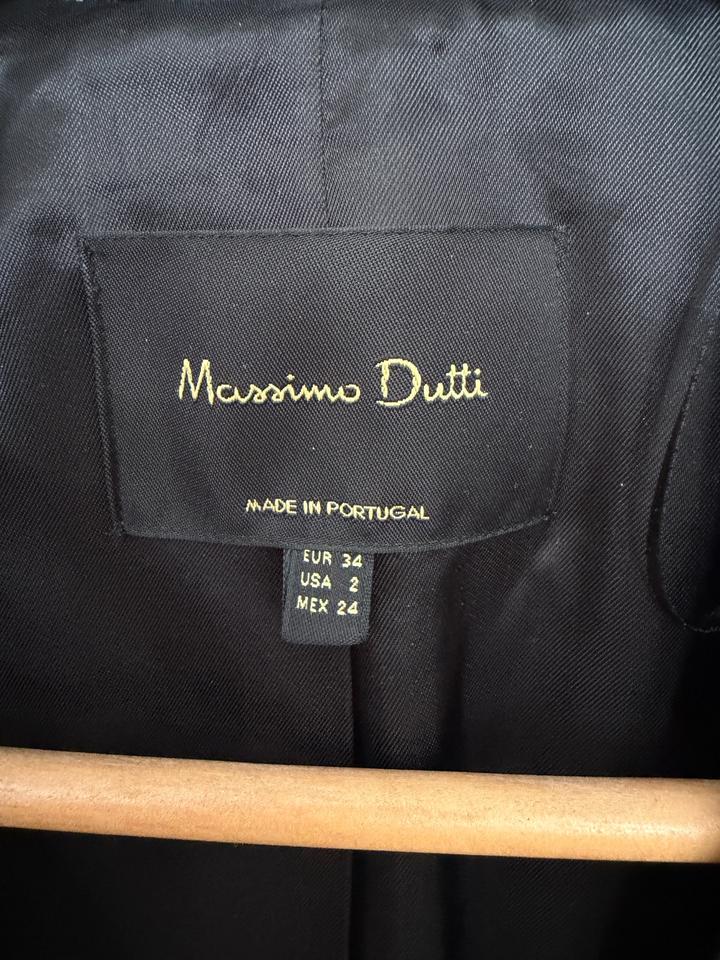 Massimo Dutti
MADE IN PORTUGAL
EUR 34
USA 2
MEX 24